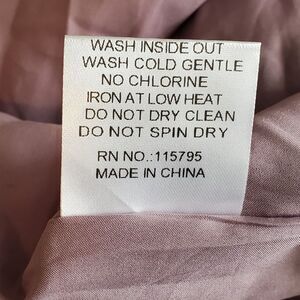 WASH INSIDE OUT
WASH COLD GENTLE
NO CHLORINE
IRON AT LOW HEAT
DO NOT DRY CLEAN
DO NOT SPIN DRY
RN NO.:115795
MADE IN CHINA